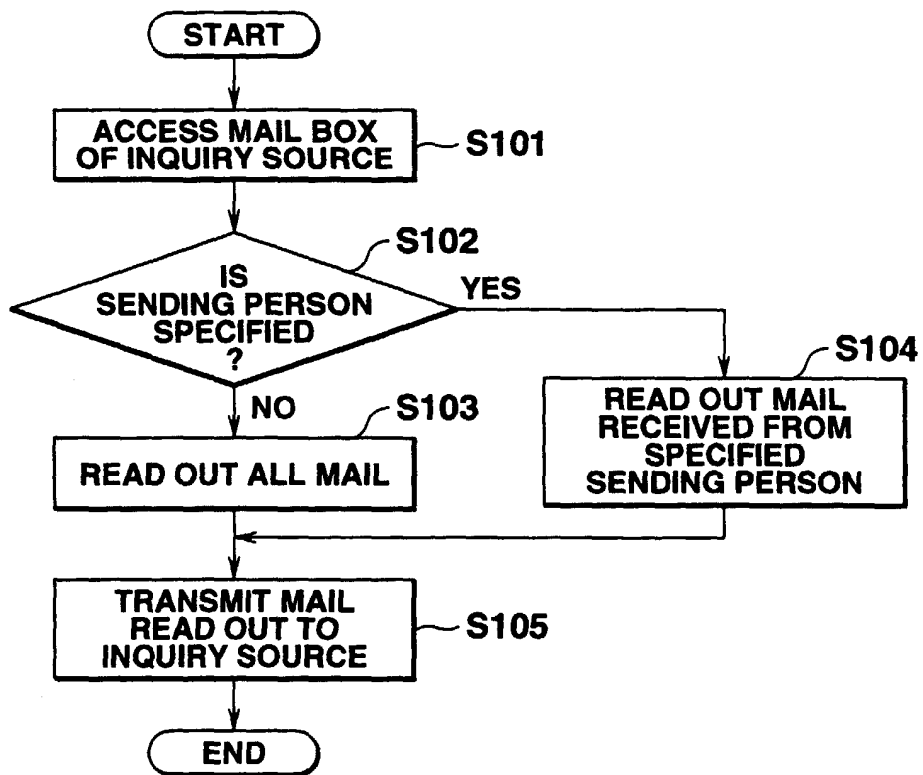 START
ACCESS MAIL BOX
OF INQUIRY SOURCE
S101
S102
IS
SENDING PERSON
SPECIFIED
?
YES
NO
S103
READ OUT ALL MAIL
S104
READ OUT MAIL
RECEIVED FROM
SPECIFIED
SENDING PERSON
TRANSMIT MAIL
READ OUT TO
INQUIRY SOURCE
S105
END